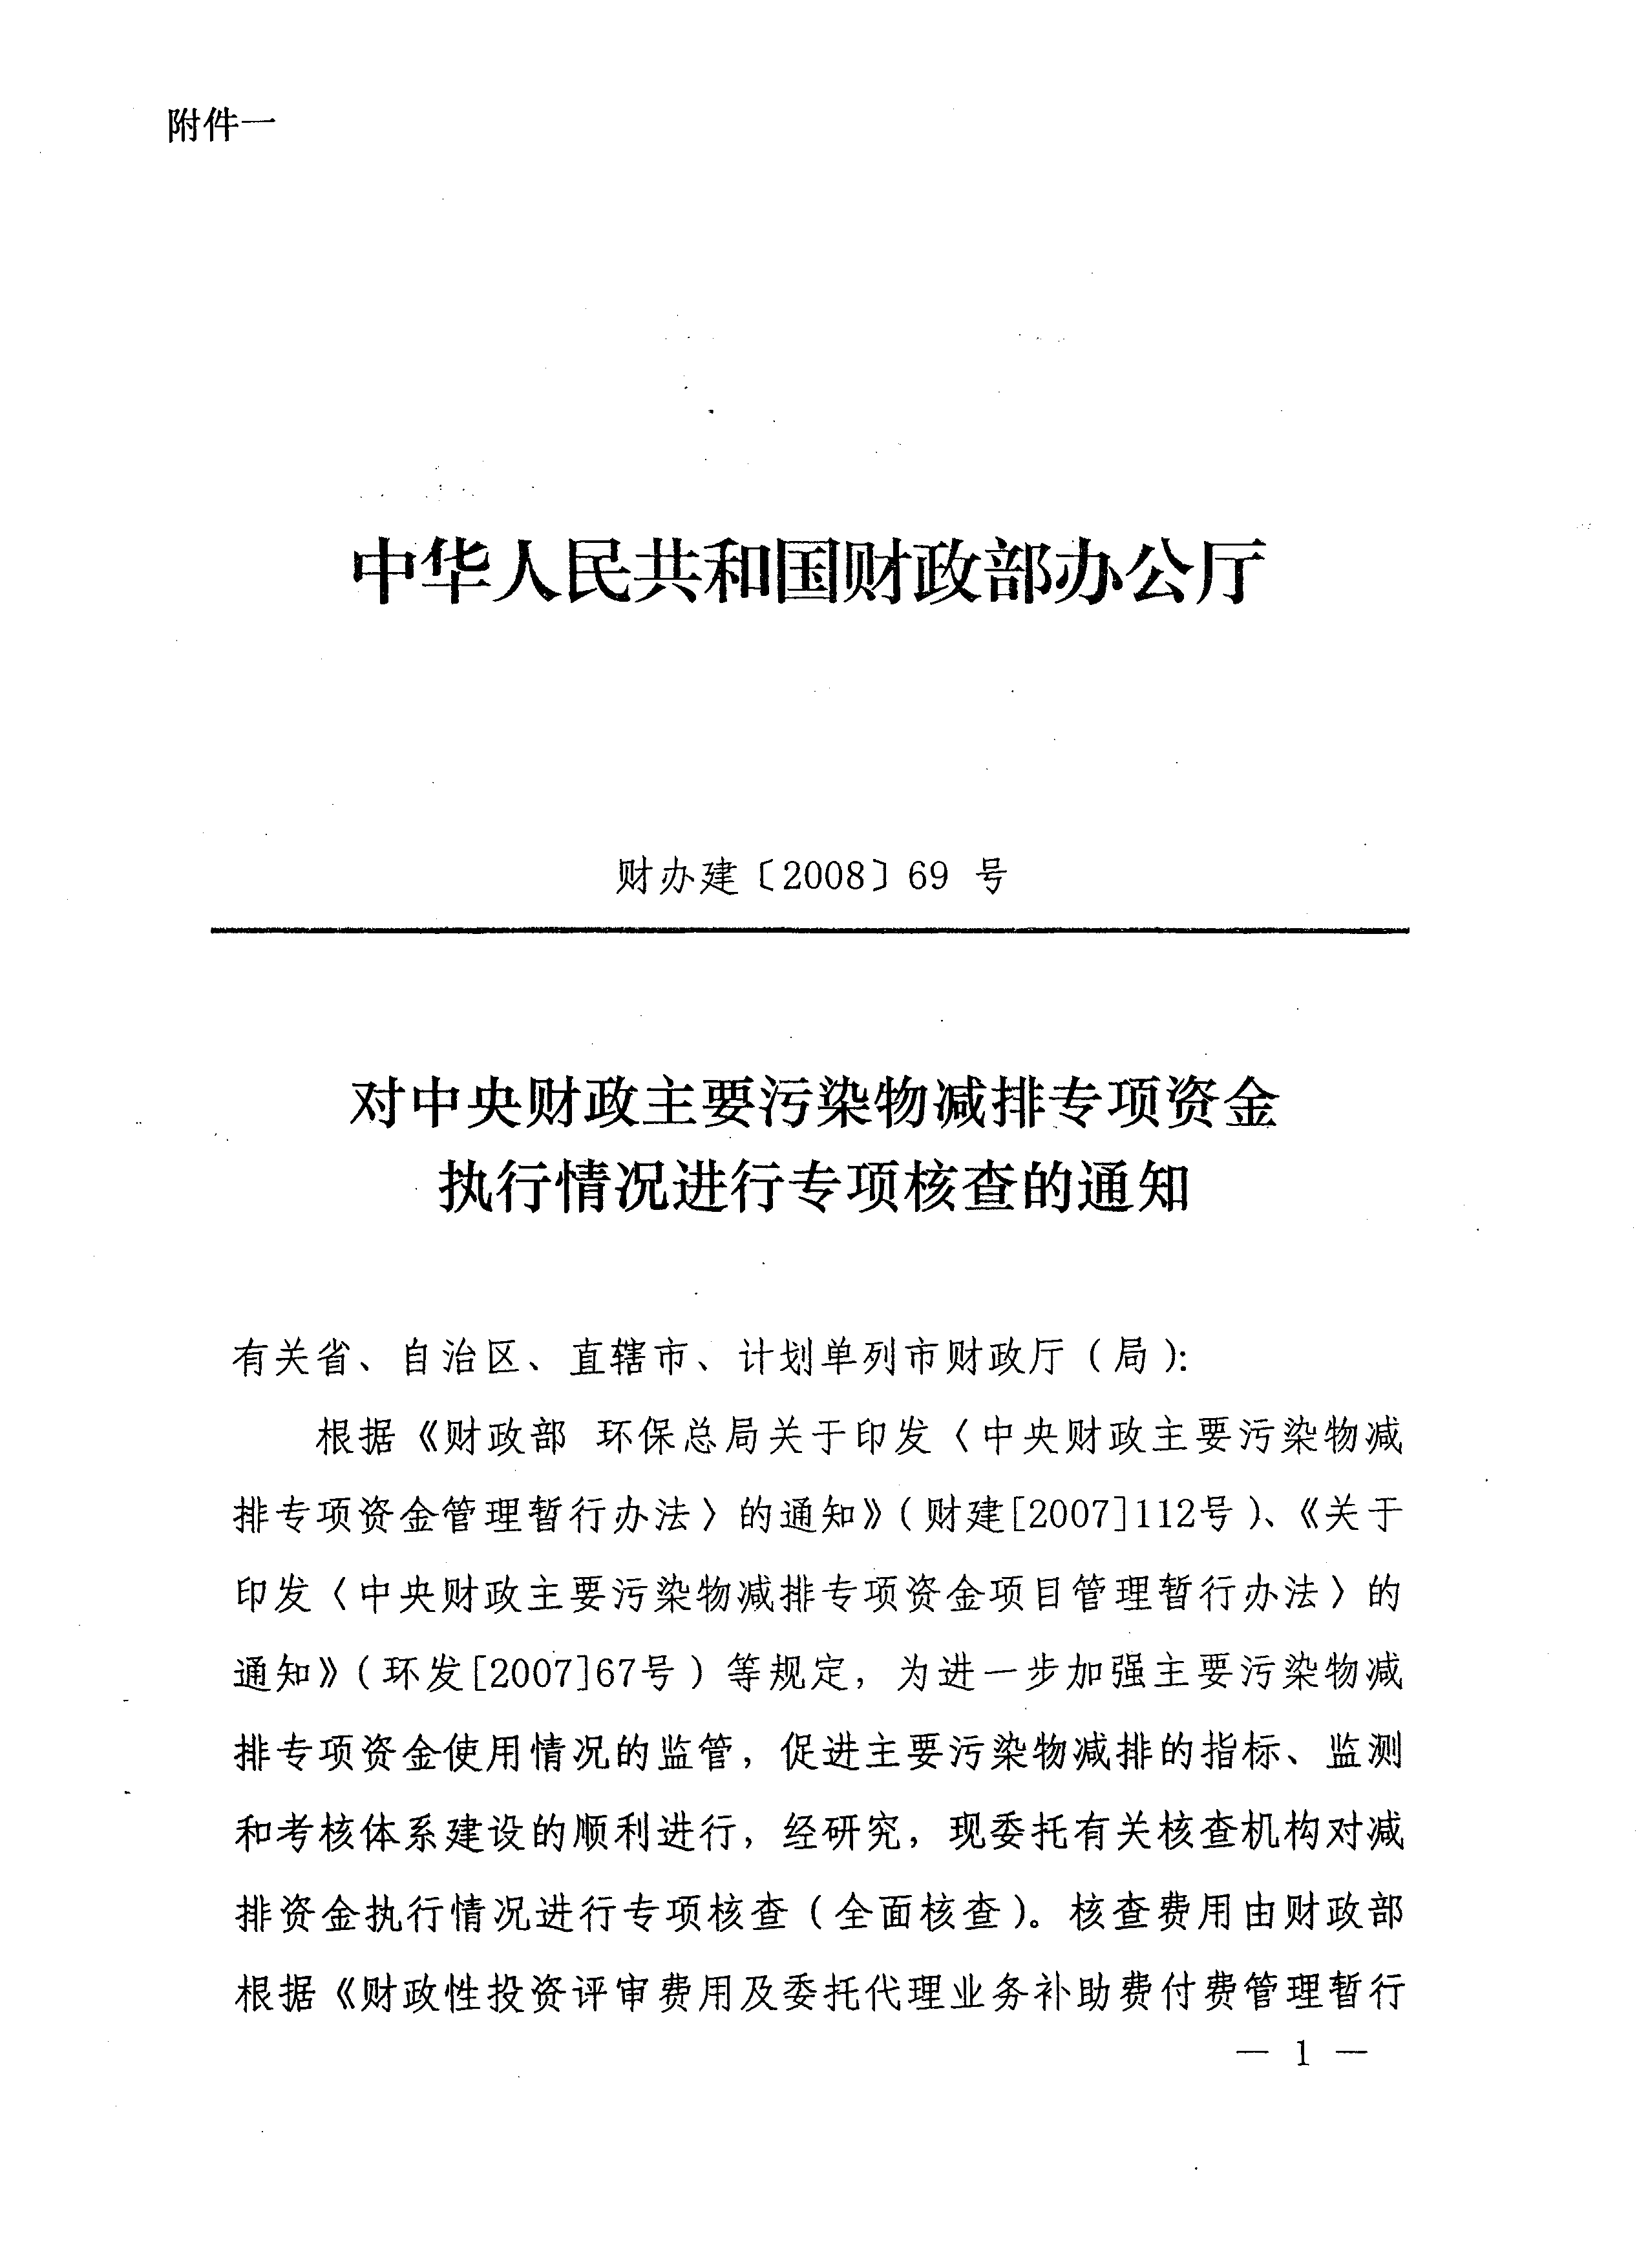 附件一
中华人民共和国财政部办公厅
财办建〔2008〕69 号
对中央财政主要污染物减排专项资金
执行情况进行专项核查的通知
有关省、自治区、直辖市、计划单列市财政厅（局）：
根据《财政部 环保总局关于印发〈中央财政主要污染物减
排专项资金管理暂行办法〉的通知》（财建[2007]112号）、《关于
印发〈中央财政主要污染物减排专项资金项目管理暂行办法〉的
通知》（环发[2007]67号）等规定，为进一步加强主要污染物减
排专项资金使用情况的监管，促进主要污染物减排的指标、监测
和考核体系建设的顺利进行，经研究，现委托有关核查机构对减
排资金执行情况进行专项核查（全面核查）。核查费用由财政部
根据《财政性投资评审费用及委托代理业务补助费付费管理暂行
— 1 —